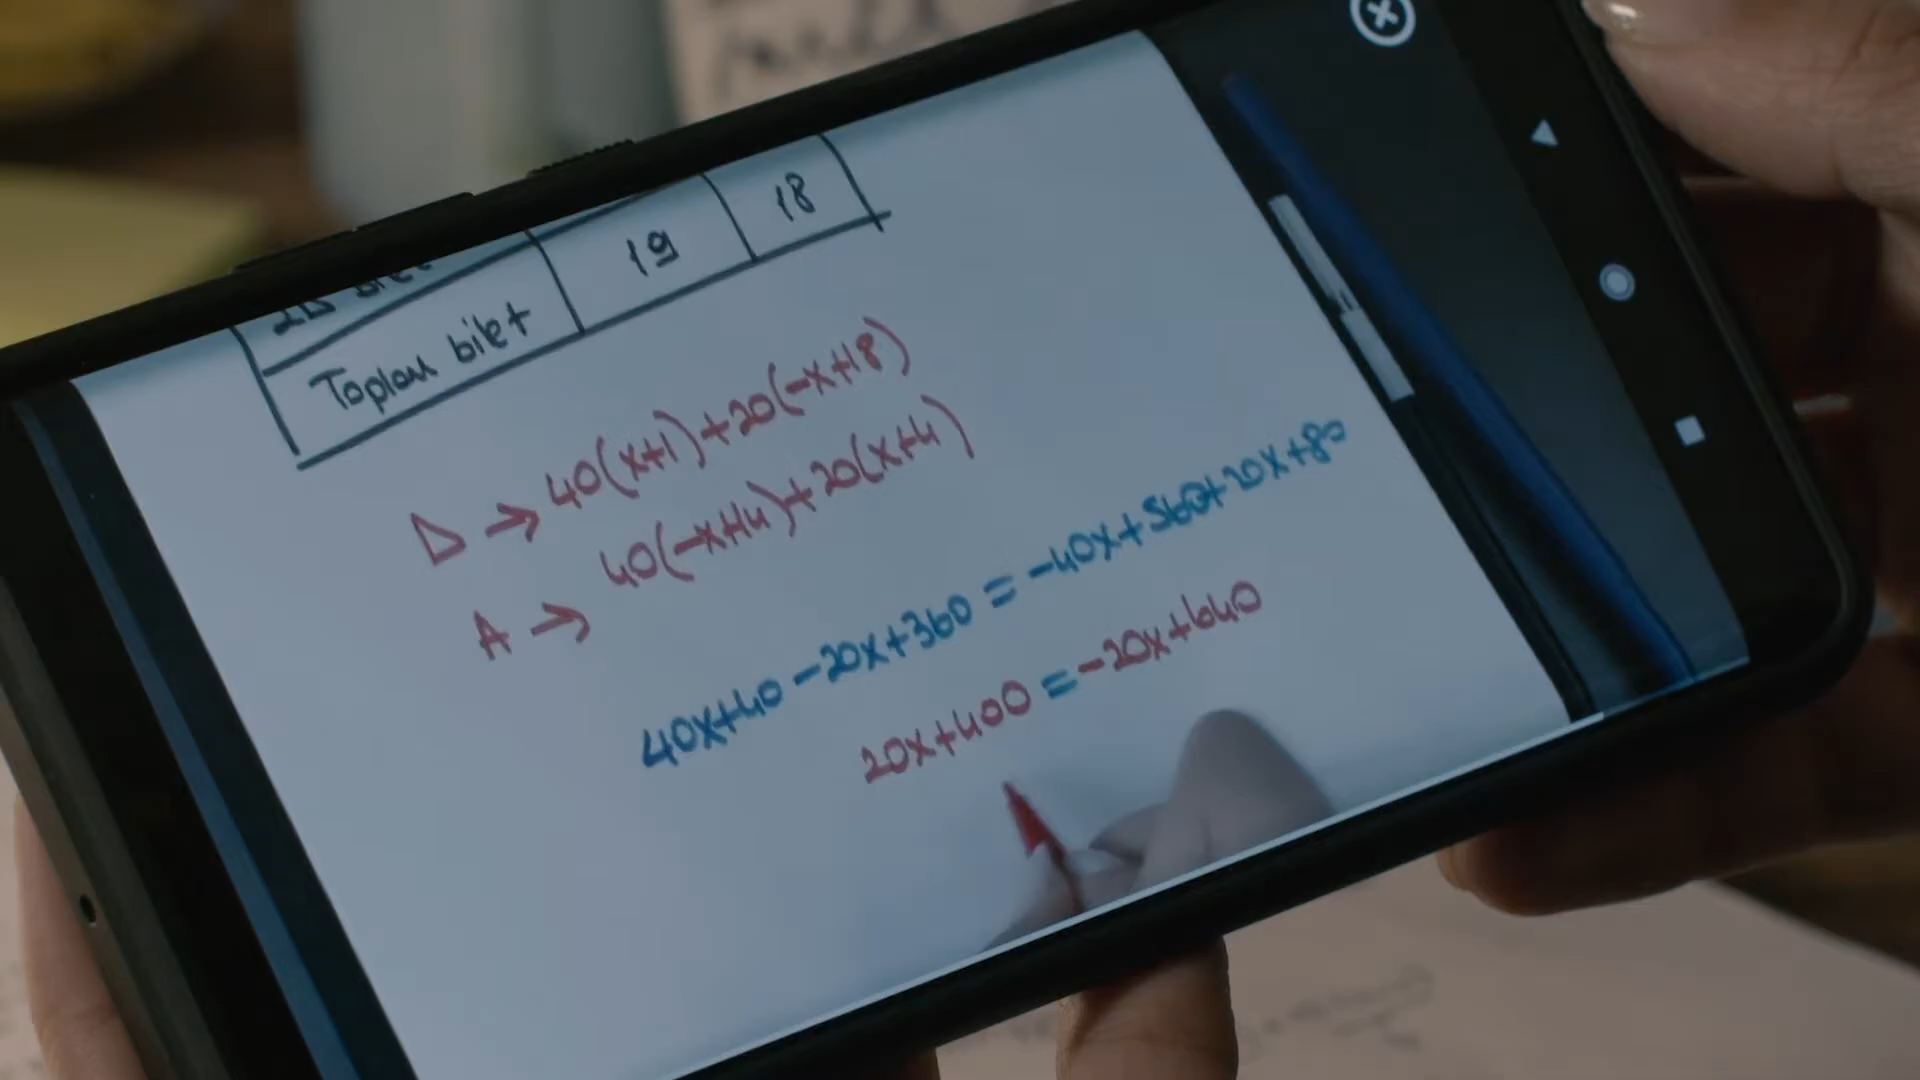 Toplam bilet 19 18
D → 40(x+1)+20(-x+18)
A → 40(-x+14)+20(x+4)
40x+40-20x+360=-40x+560+20x+80
20x+400=-20x+640